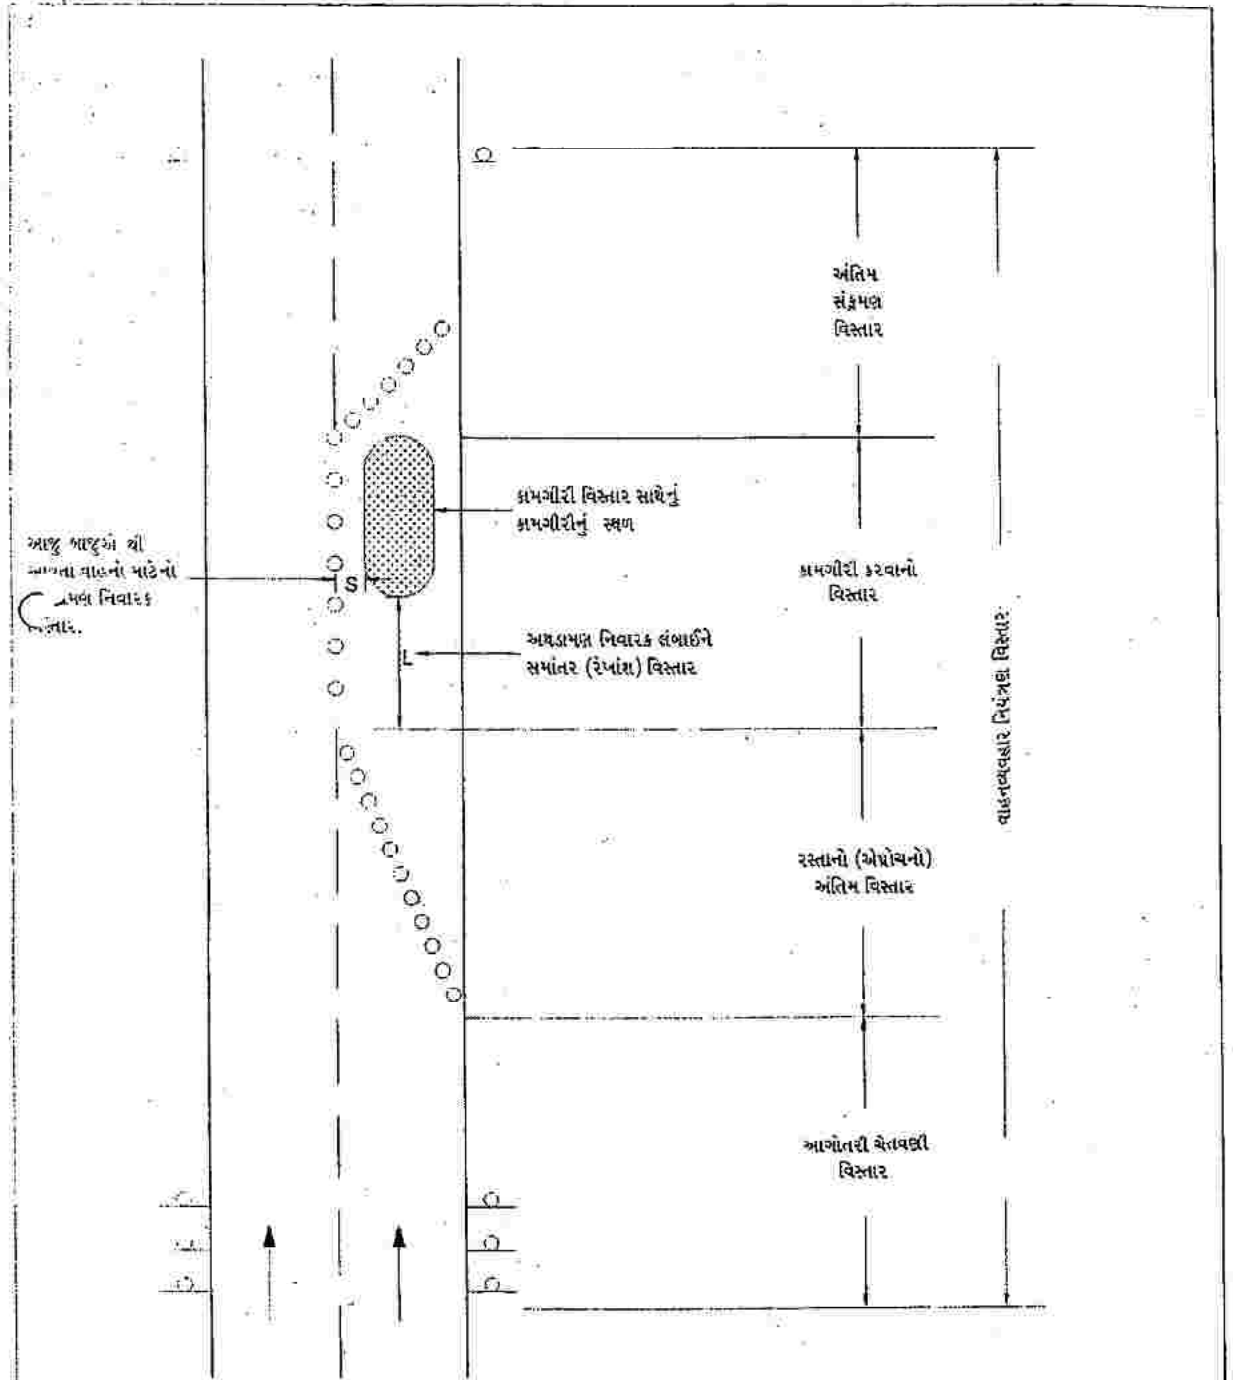 અંતિમ
સંક્રમણ
વિસ્તાર
કામગીરી વિસ્તાર સાથેનું
કામગીરીનું સ્થળ
આજુ બાજુએ થી
વાહનો માટેનો
નિવારક
S
કામગીરી કરવાનો
વિસ્તાર
અથડામણ નિવારક લંબાઈને
સમાંતર (રેખાંશ) વિસ્તાર
L
વાહનવ્યવહાર નિયંત્રણ વિસ્તાર
રસ્તાનો (એપ્રોચનો)
અંતિમ વિસ્તાર
આગોતરી ચેતવણી
વિસ્તાર